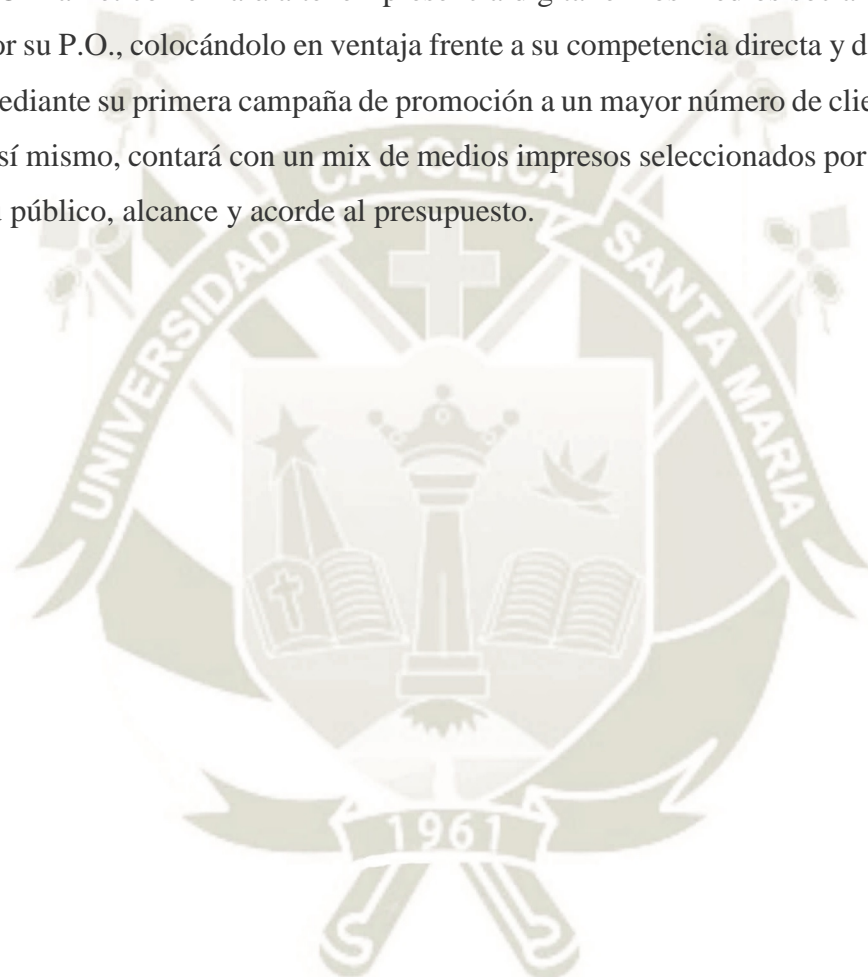 or su P.O., colocándolo en ventaja frente a su competencia directa y d
ediante su primera campaña de promoción a un mayor número de clie
sí mismo, contará con un mix de medios impresos seleccionados por
público, alcance y acorde al presupuesto.
UNIVERSIDAD CATOLICA SANTA MARIA
1961